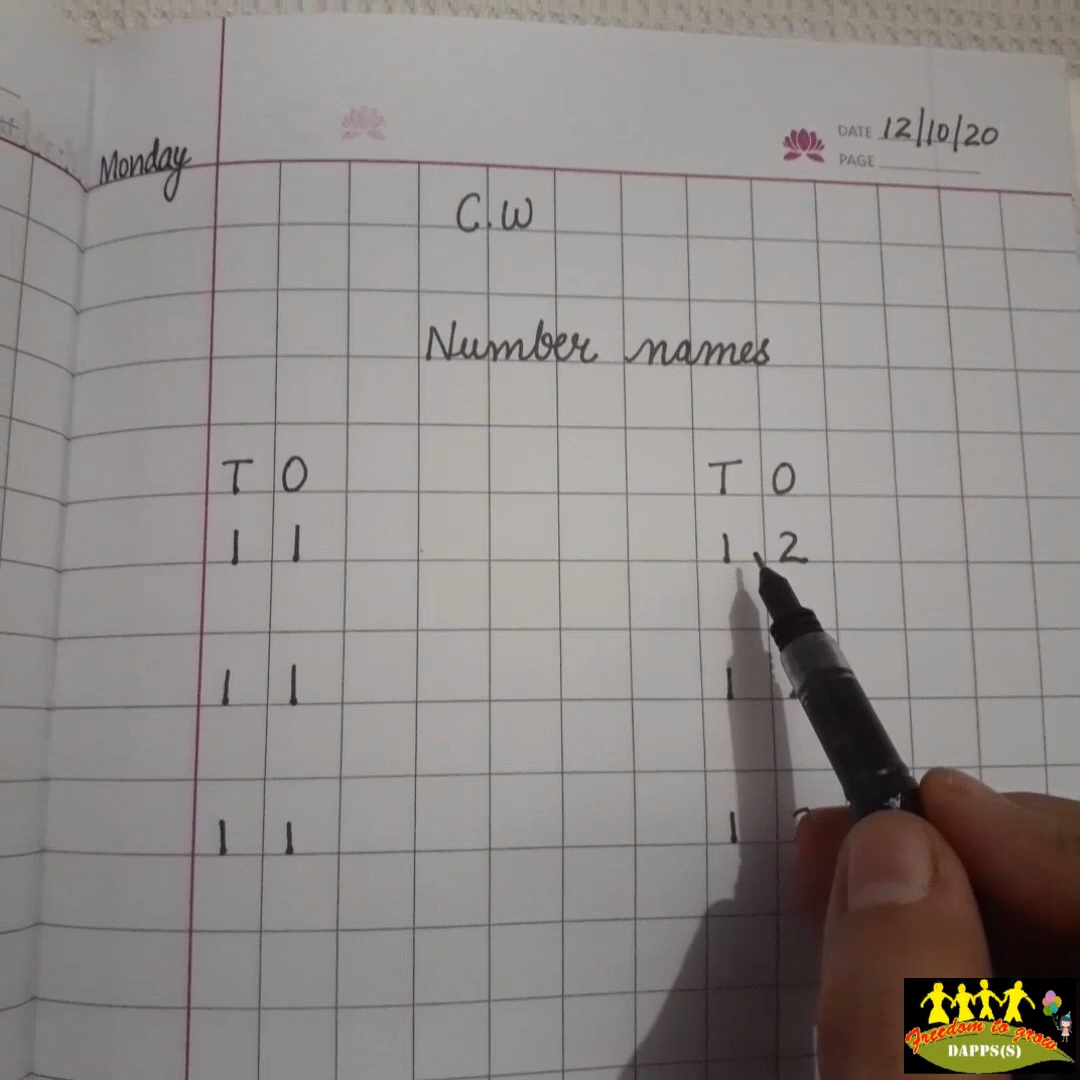 DATE 12/10/20
PAGE
Monday
C.W
Number names
T O T O
1 1 1 2
1 1 1
1 1 1
Freedom to grow
DAPPS(S)